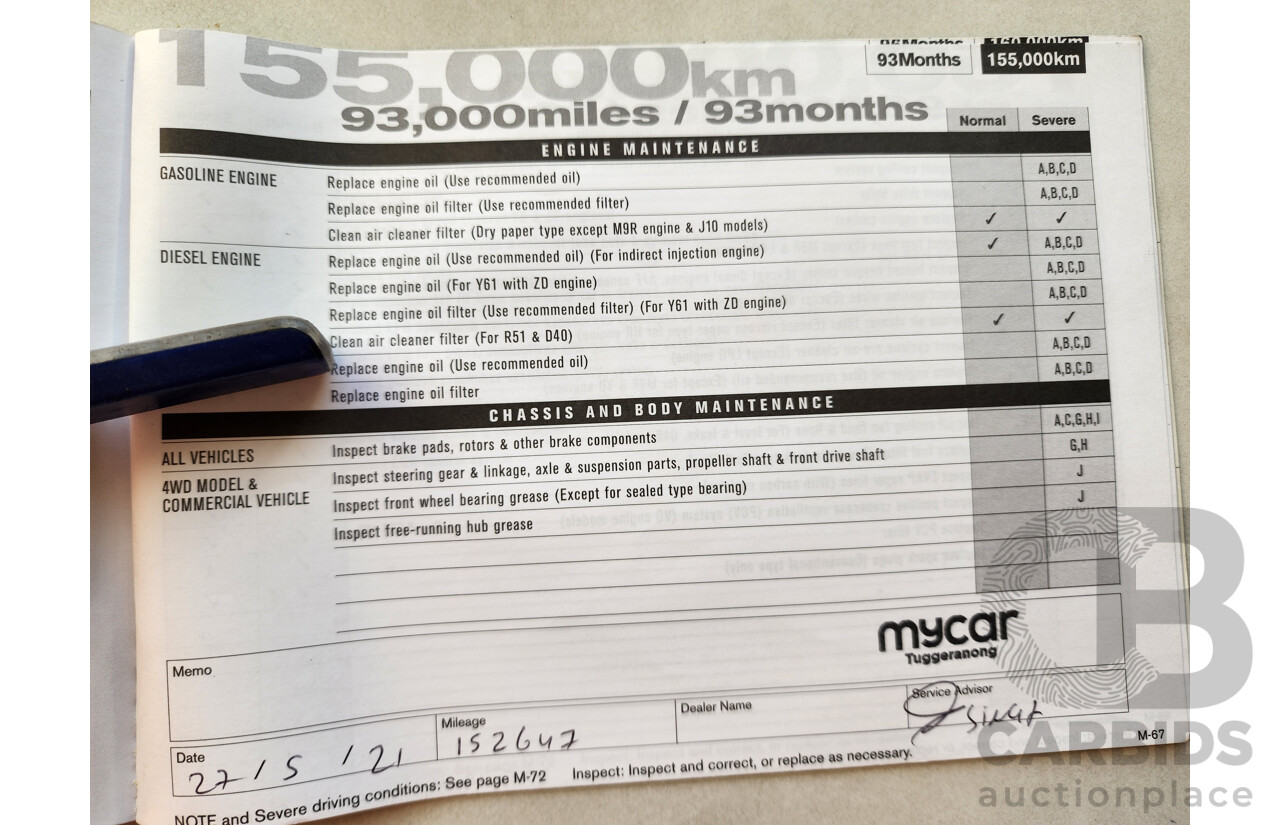 155,000km
93,000miles / 93months
96Months 160,000km
93Months 155,000km
Normal Severe
ENGINE MAINTENANCE
GASOLINE ENGINE Replace engine oil (Use recommended oil) A,B,C,D
Replace engine oil filter (Use recommended filter) A,B,C,D
Clean air cleaner filter (Dry paper type except M9R engine & J10 models) ✓ ✓
DIESEL ENGINE Replace engine oil (Use recommended oil) (For indirect injection engine) ✓ A,B,C,D
Replace engine oil (For Y61 with ZD engine) A,B,C,D
Replace engine oil filter (Use recommended filter) (For Y61 with ZD engine) A,B,C,D
Clean air cleaner filter (For R51 & D40) ✓ ✓
Replace engine oil (Use recommended oil) A,B,C,D
Replace engine oil filter A,B,C,D
CHASSIS AND BODY MAINTENANCE
ALL VEHICLES Inspect brake pads, rotors & other brake components A,C,G,H,I
4WD MODEL & COMMERCIAL VEHICLE Inspect steering gear & linkage, axle & suspension parts, propeller shaft & front drive shaft G,H
Inspect front wheel bearing grease (Except for sealed type bearing) J
Inspect free-running hub grease J
mycar
Tuggeranong
Memo
Date 27/5/21
Mileage 152647
Dealer Name
Service Advisor
NOTE and Severe driving conditions: See page M-72 Inspect: Inspect and correct, or replace as necessary.
M-67
CARBIDS
auctionplace